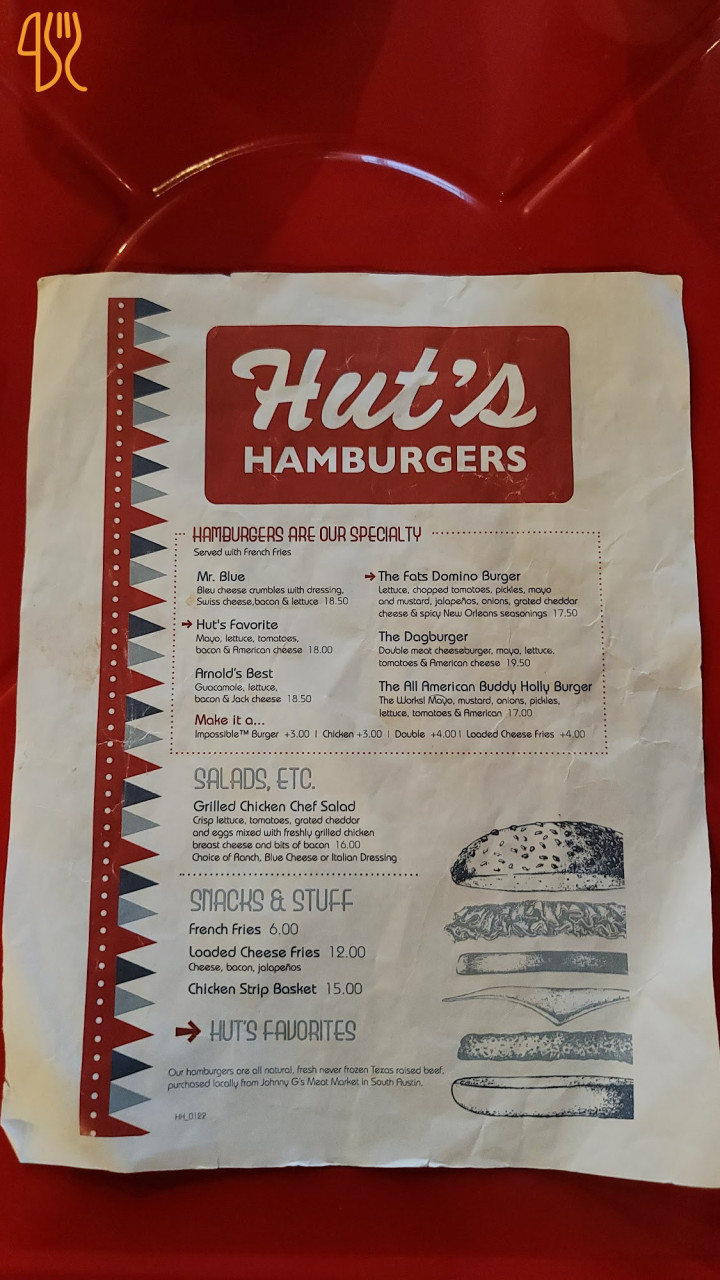 Hut's
HAMBURGERS
HAMBURGERS ARE OUR SPECIALTY
Served with French Fries
Mr. Blue
Bleu cheese crumbles with dressing,
Swiss cheese,bacon & lettuce 18.50
Hut's Favorite
Mayo, lettuce, tomatoes,
bacon & American cheese 18.00
Arnold's Best
Guacamole, lettuce,
bacon & Jack cheese 18.50
The Fats Domino Burger
Lettuce, chopped tomatoes, pickles, mayo
and mustard, jalapeños, onions, grated cheddar
cheese & spicy New Orleans seasonings 17.50
The Dagburger
Double meat cheeseburger, maya, lettuce,
tomatoes & American cheese 19.50
The All American Buddy Holly Burger
The Works! Mayo, mustard, onions, pickles,
lettuce, tomatoes & American 17.00
Make it a...
Impossible™ Burger +3.00 | Chicken +3.00 | Double +4.00 | Loaded Cheese Fries +4.00
SALADS, ETC.
Grilled Chicken Chef Salad
Crisp lettuce, tomatoes, grated cheddar
and eggs mixed with freshly grilled chicken
breast cheese and bits of bacon 16.00
Choice of Ranch, Blue Cheese or Italian Dressing
SNACKS & STUFF
French Fries 6.00
Loaded Cheese Fries 12.00
Cheese, bacon, jalapeños
Chicken Strip Basket 15.00
HUT'S FAVORITES
Our hamburgers are all natural, fresh never frozen Texas raised beef,
purchased locally from Johnny G's Meat Market in South Austin.
HH_0122